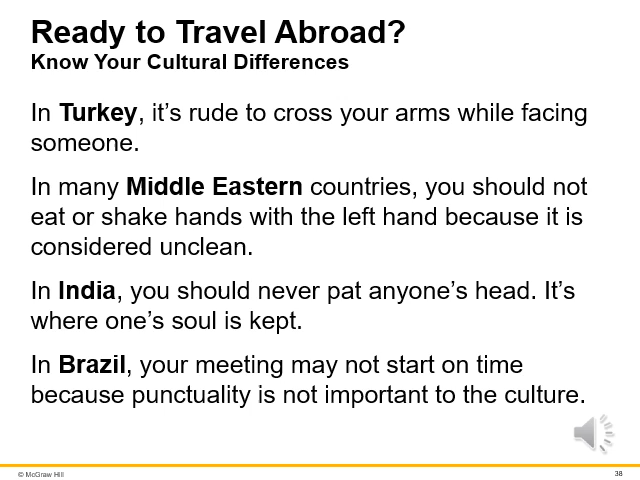 Ready to Travel Abroad?
Know Your Cultural Differences
In Turkey, it’s rude to cross your arms while facing
someone.
In many Middle Eastern countries, you should not
eat or shake hands with the left hand because it is
considered unclean.
In India, you should never pat anyone’s head. It’s
where one’s soul is kept.
In Brazil, your meeting may not start on time
because punctuality is not important to the culture.
© McGraw Hill
38